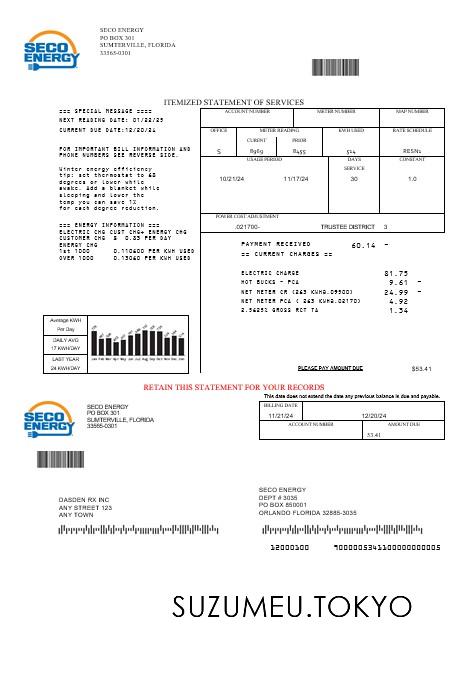 SECO
ENERGY
SECO ENERGY
PO BOX 301
SUMTERVILLE, FLORIDA
33565-0301
ITEMIZED STATEMENT OF SERVICES
=== SPECIAL MESSAGE ====
NEXT READING DATE: 01/22/25
CURRENT DUE DATE:12/20/24
FOR IMPORTANT BILL INFORMATION AND
PHONE NUMBERS SEE REVERSE SIDE.
Winter energy efficiency
tip: set thermostat to 68
degrees or lower while
awake. Add a blanket while
sleeping and lower the
temp you can save 1%
for each degree reduction.
=== ENERGY INFORMATION ===
ELECTRIC CHG CUST CHG+ ENERGY CHG
CUSTOMER CHG $ 0.83 PER DAY
ENERGY CHG
1st 1000 0.110600 PER KWH USED
OVER 1000 0.13060 PER KWH USED
ACCOUNT NUMBER METER NUMBER MAP NUMBER
OFFICE METER READING KWH USED RATE SCHEDULE
CURENT PRIOR
S 8969 8455 514 RESN1
USAGE PERIOD DAYS CONSTANT
SERVICE
10/21/24 11/17/24 30 1.0
POWER COST ADJUSTMENT
.021700- TRUSTEE DISTRICT 3
PAYMENT RECEIVED 60.14 -
== CURRENT CHARGES ==
ELECTRIC CHARGE 81.75
HOT BUCKS - PCA 9.61 -
NET METER CR (263 KWH@.09500) 24.99 -
NET METER PCA ( 263 KWH@.02170) 4.92
2.5625% GROSS RCT TA 1.34
Average KWH
Per Day
DAILY AVG
17 KWH/DAY
LAST YEAR
24 KWH/DAY
PLEASE PAY AMOUNT DUE $53.41
RETAIN THIS STATEMENT FOR YOUR RECORDS
This date does not extend the date any previous balance is due and payable.
SECO
ENERGY
SECO ENERGY
PO BOX 301
SUMTERVILLE, FLORIDA
33565-0301
BILLING DATE
11/21/24 12/20/24
ACCOUNT NUMBER AMOUNT DUE
53.41
DASDEN RX INC
ANY STREET 123
ANY TOWN
SECO ENERGY
DEPT # 3035
PO BOX 850001
ORLANDO FLORIDA 32885-3035
SUZUMEU.TOKYO